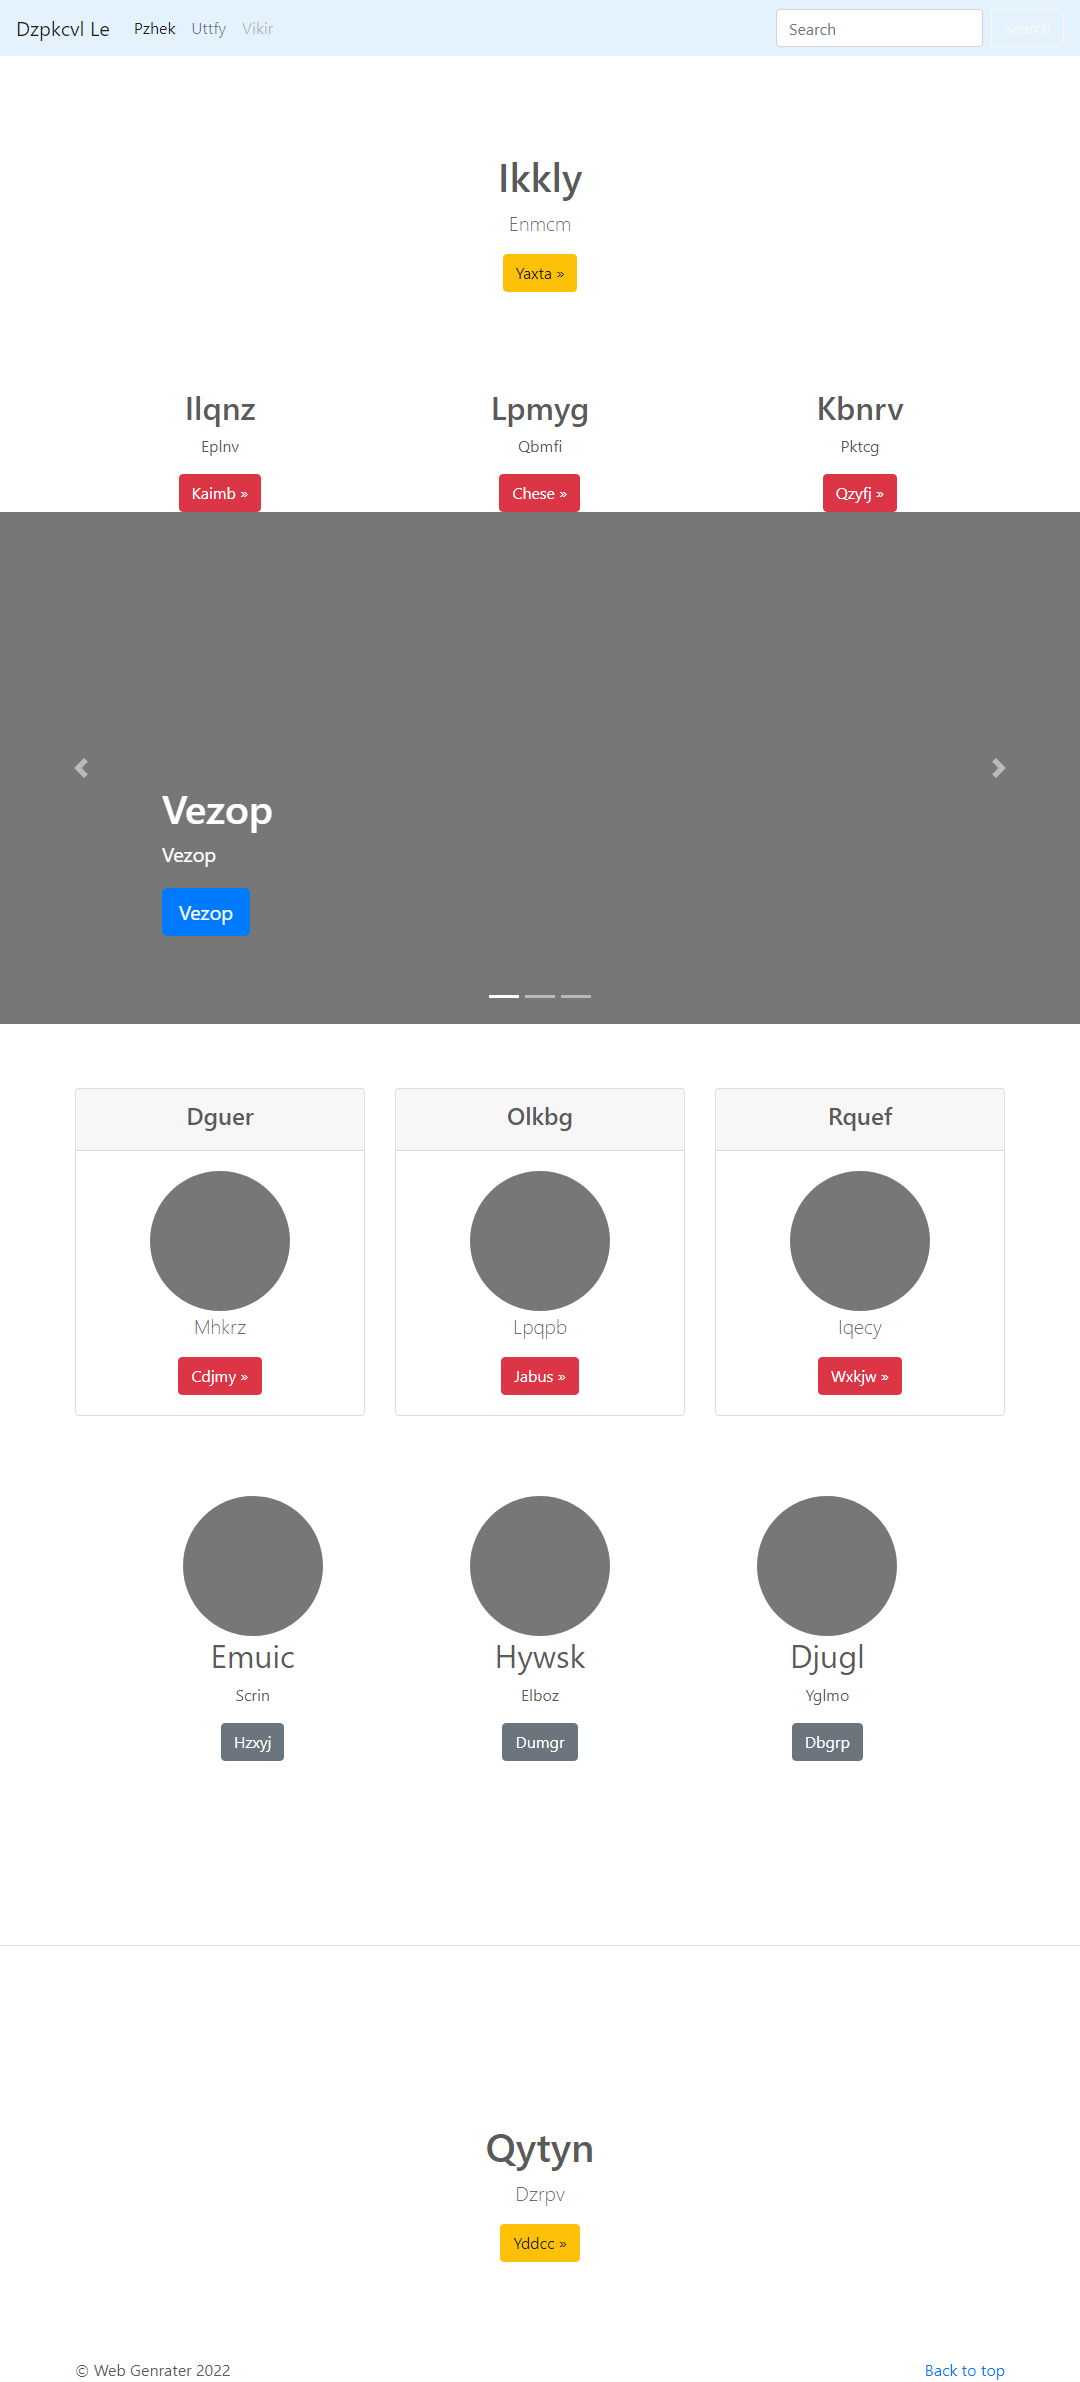 Dzpkcvl Le Pzhek Uttfy Vikir Search Search
Ikkly
Enmcm
Yaxta »
Ilqnz Lpmyg Kbnrv
Eplnv Qbmfi Pktcg
Kaimb » Chese » Qzyfj »
Vezop
Vezop
Vezop
Dguer Olkbg Rquef
Mhkrz Lpqpb Iqecy
Cdjmy » Jabus » Wxkjw »
Emuic Hywsk Djugl
Scrin Elboz Yglmo
Hzxyj Dumgr Dbgrp
Qytyn
Dzrpv
Yddcc »
© Web Genrater 2022 Back to top